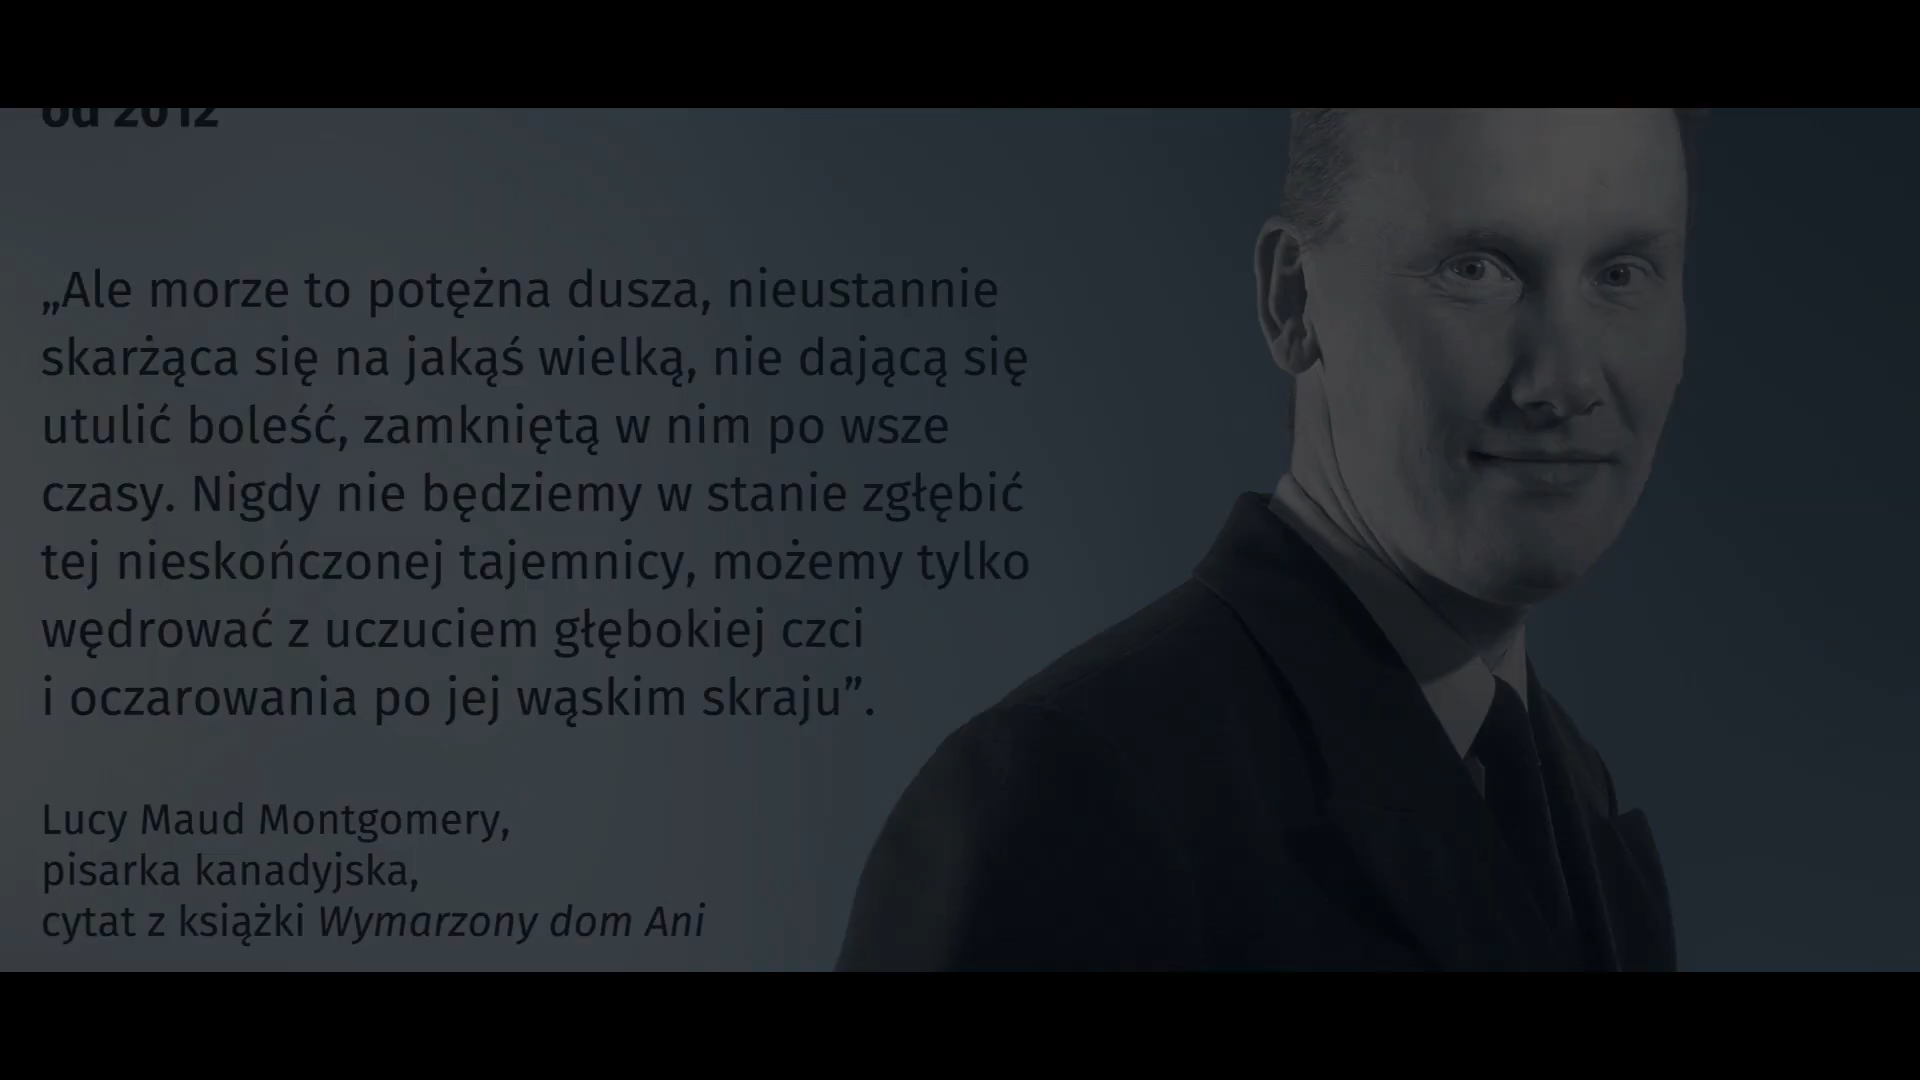 od 2012
„Ale morze to potężna dusza, nieustannie
skarżąca się na jakąś wielką, nie dającą się
utulić boleść, zamkniętą w nim po wsze
czasy. Nigdy nie będziemy w stanie zgłębić
tej nieskończonej tajemnicy, możemy tylko
wędrować z uczuciem głębokiej czci
i oczarowania po jej wąskim skraju”.
Lucy Maud Montgomery,
pisarka kanadyjska,
cytat z książki Wymarzony dom Ani